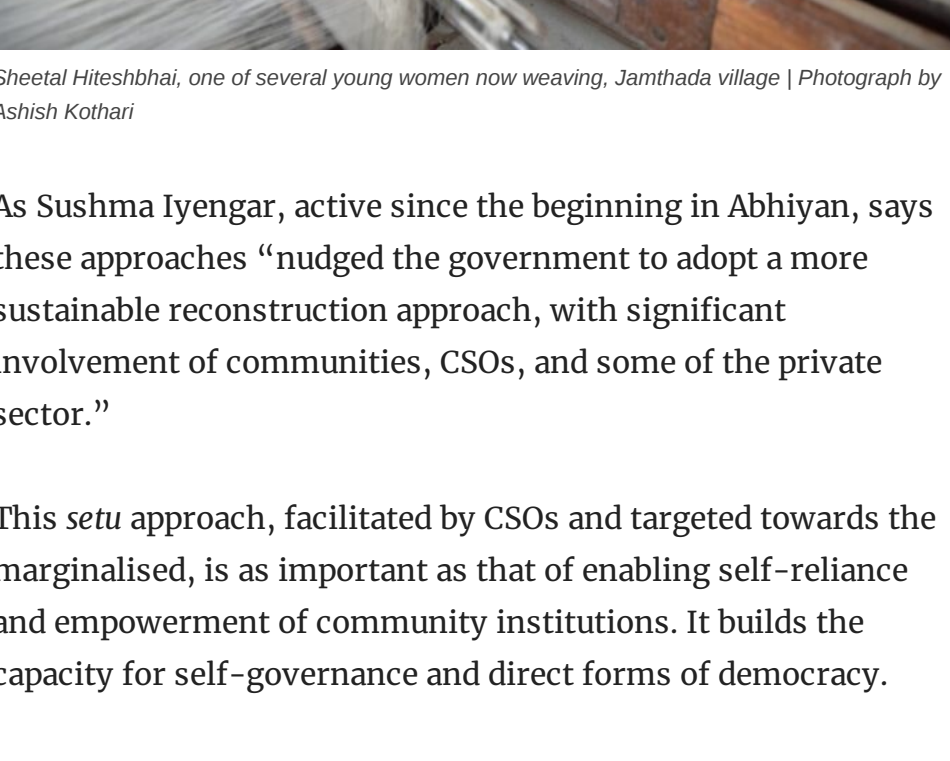 Sheetal Hiteshbhai, one of several young women now weaving, Jamthada village | Photograph by
Ashish Kothari
As Sushma Iyengar, active since the beginning in Abhiyan, says
these approaches “nudged the government to adopt a more
sustainable reconstruction approach, with significant
involvement of communities, CSOs, and some of the private
sector.”
This setu approach, facilitated by CSOs and targeted towards the
marginalised, is as important as that of enabling self-reliance
and empowerment of community institutions. It builds the
capacity for self-governance and direct forms of democracy.